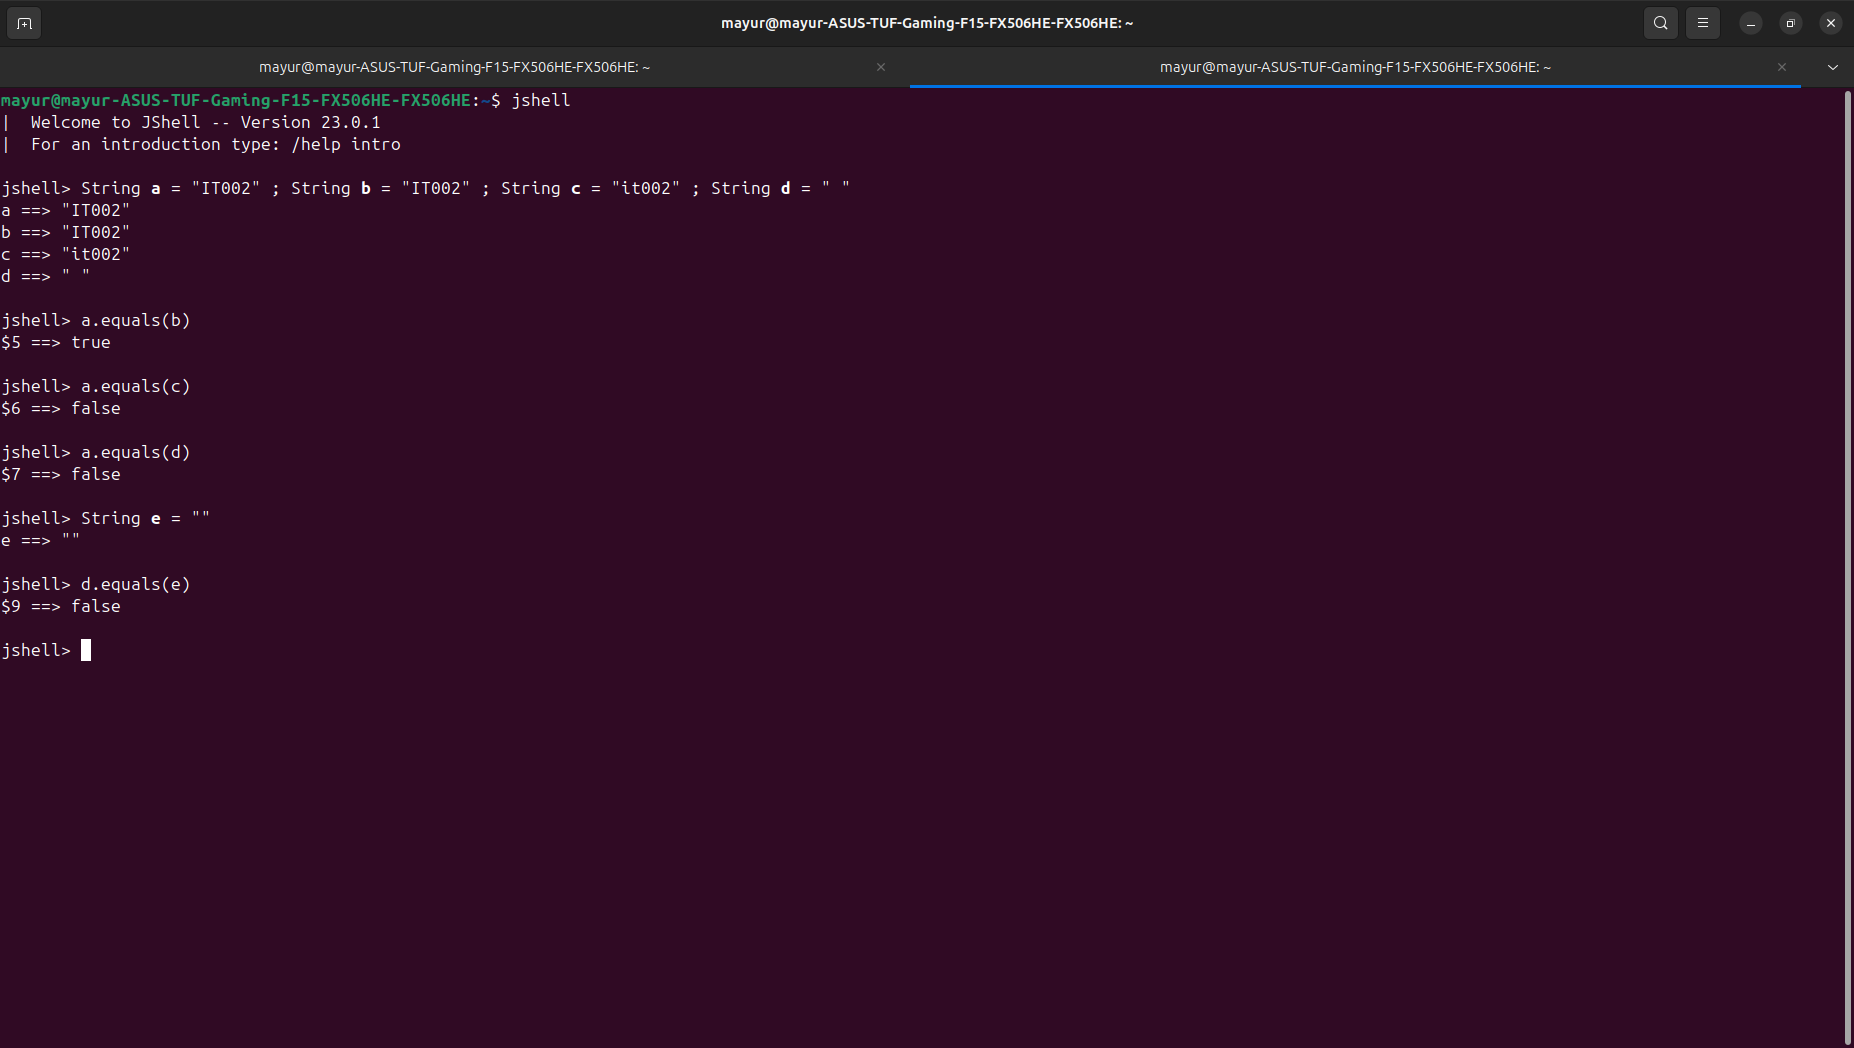 mayur@mayur-ASUS-TUF-Gaming-F15-FX506HE-FX506HE: ~
mayur@mayur-ASUS-TUF-Gaming-F15-FX506HE-FX506HE: ~
mayur@mayur-ASUS-TUF-Gaming-F15-FX506HE-FX506HE: ~
mayur@mayur-ASUS-TUF-Gaming-F15-FX506HE-FX506HE:~$ jshell
|  Welcome to JShell -- Version 23.0.1
|  For an introduction type: /help intro
jshell> String a = "IT002" ; String b = "IT002" ; String c = "it002" ; String d = " "
a ==> "IT002"
b ==> "IT002"
c ==> "it002"
d ==> " "
jshell> a.equals(b)
$5 ==> true
jshell> a.equals(c)
$6 ==> false
jshell> a.equals(d)
$7 ==> false
jshell> String e = ""
e ==> ""
jshell> d.equals(e)
$9 ==> false
jshell>